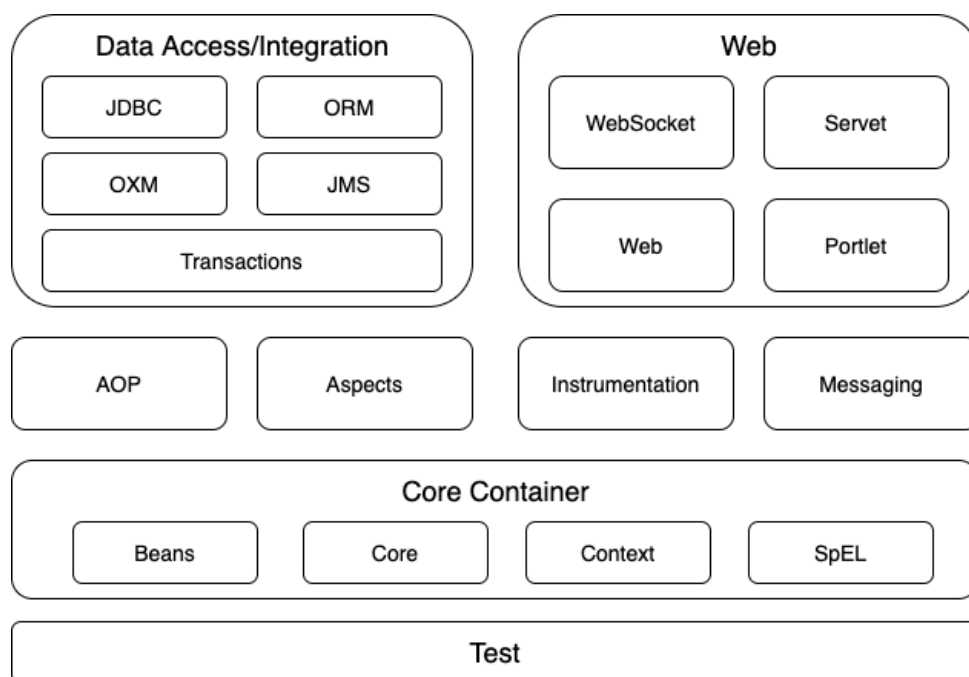 Data Access/Integration
JDBC
ORM
OXM
JMS
Transactions
Web
WebSocket
Servet
Web
Portlet
AOP
Aspects
Instrumentation
Messaging
Core Container
Beans
Core
Context
SpEL
Test